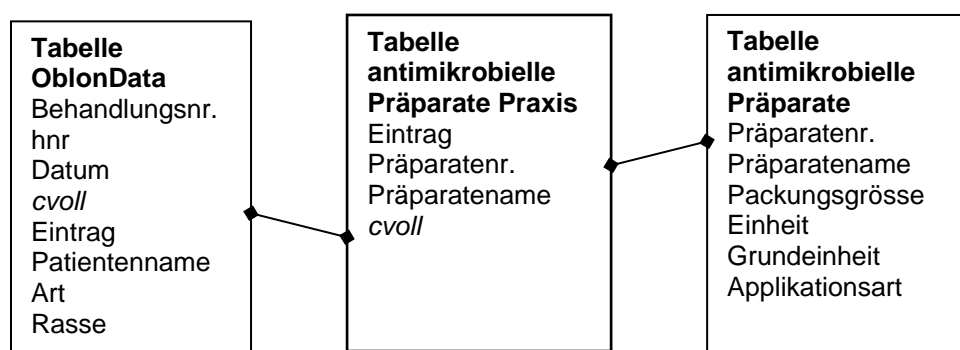 Tabelle
OblonData
Behandlungsnr.
hnr
Datum
cvoll
Eintrag
Patientenname
Art
Rasse
Tabelle
antimikrobielle
Präparate Praxis
Eintrag
Präparatenr.
Präparatename
cvoll
Tabelle
antimikrobielle
Präparate
Präparatenr.
Präparatename
Packungsgrösse
Einheit
Grundeinheit
Applikationsart